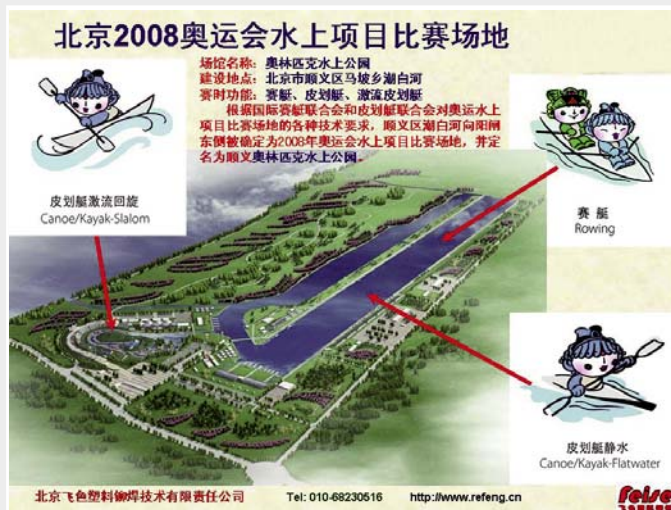 北京2008奥运会水上项目比赛场地
场馆名称：奥林匹克水上公园
建设地点：北京市顺义区马坡乡潮白河
赛时功能：赛艇、皮划艇、激流皮划艇
根据国际赛艇联合会和皮划艇联合会对奥运水上
项目比赛场地的各种技术要求，顺义区潮白河向阳闸
东侧被确定为2008年奥运会水上项目比赛场地，并定
名为顺义奥林匹克水上公园。
皮划艇激流回旋
Canoe/Kayak-Slalom
赛 艇
Rowing
皮划艇静水
Canoe/Kayak-Flatwater
北京飞色塑料铆焊技术有限责任公司 Tel: 010-68230516 http://www.refeng.cn
feise